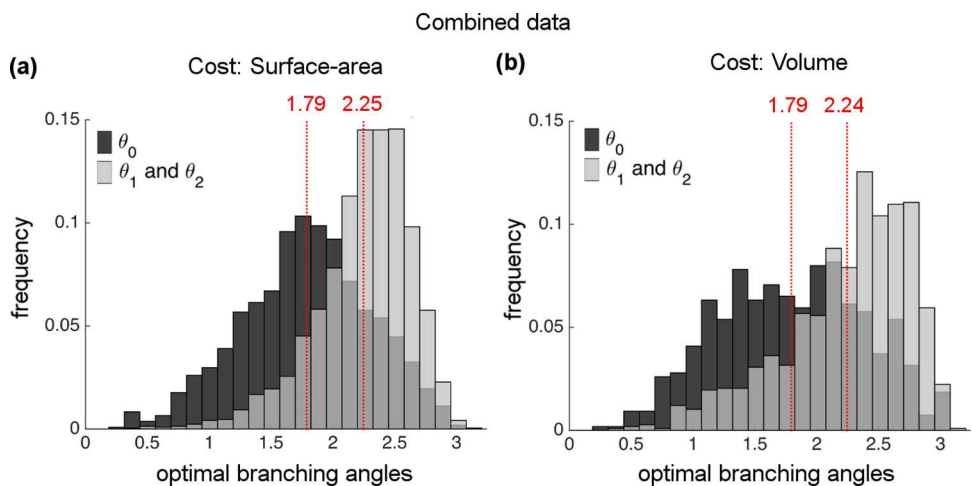 Combined data
(a)
Cost: Surface-area
1.79 2.25
0.15
θ0
θ1 and θ2
0.1
frequency
0.05
0
0 0.5 1 1.5 2 2.5 3
optimal branching angles
(b)
Cost: Volume
1.79 2.24
0.15
θ0
θ1 and θ2
0.1
frequency
0.05
0
0 0.5 1 1.5 2 2.5 3
optimal branching angles